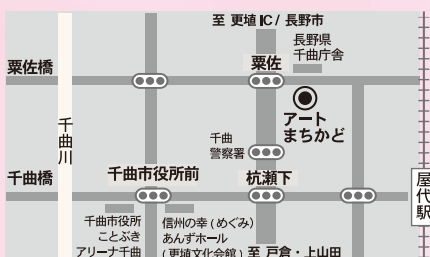 至 更埴IC/長野市
長野県
千曲庁舎
粟佐橋
粟佐
アート
まちかど
千曲川
千曲
警察署
千曲橋
千曲市役所前
杭瀬下
屋代駅
千曲市役所
ことぶき
アリーナ千曲
信州の幸(めぐみ)
あんずホール
(更埴文化会館)
至 戸倉・上山田